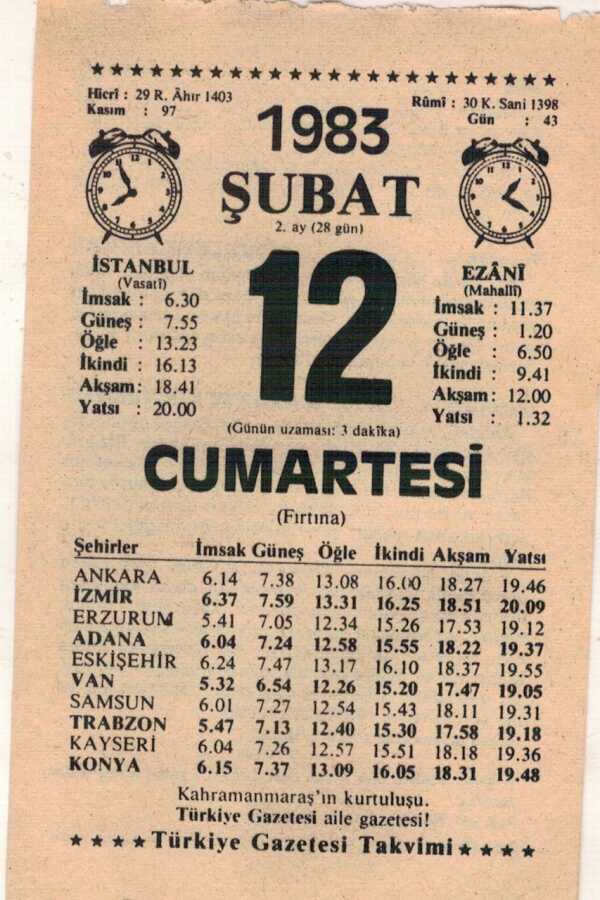 ★★★★★★★★★★★★★★★★★★★★★★
Hicrî : 29 R. Âhır 1403
Kasım : 97
1983
Rûmî : 30 K. Sani 1398
Gün : 43
ŞUBAT
2. ay (28 gün)
12
İSTANBUL
(Vasatî)
İmsak : 6.30
Güneş : 7.55
Öğle : 13.23
İkindi : 16.13
Akşam: 18.41
Yatsı : 20.00
EZÂNÎ
(Mahallî)
İmsak : 11.37
Güneş : 1.20
Öğle : 6.50
İkindi : 9.41
Akşam: 12.00
Yatsı : 1.32
(Günün uzaması: 3 dakîka)
CUMARTESİ
(Fırtına)
Şehirler İmsak Güneş Öğle İkindi Akşam Yatsı
ANKARA 6.14 7.38 13.08 16.00 18.27 19.46
İZMİR 6.37 7.59 13.31 16.25 18.51 20.09
ERZURUM 5.41 7.05 12.34 15.26 17.53 19.12
ADANA 6.04 7.24 12.58 15.55 18.22 19.37
ESKİŞEHİR 6.24 7.47 13.17 16.10 18.37 19.55
VAN 5.32 6.54 12.26 15.20 17.47 19.05
SAMSUN 6.01 7.27 12.54 15.43 18.11 19.31
TRABZON 5.47 7.13 12.40 15.30 17.58 19.18
KAYSERİ 6.04 7.26 12.57 15.51 18.18 19.36
KONYA 6.15 7.37 13.09 16.05 18.31 19.48
Kahramanmaraş'ın kurtuluşu.
Türkiye Gazetesi aile gazetesi!
★★★★Türkiye Gazetesi Takvimi★★★★